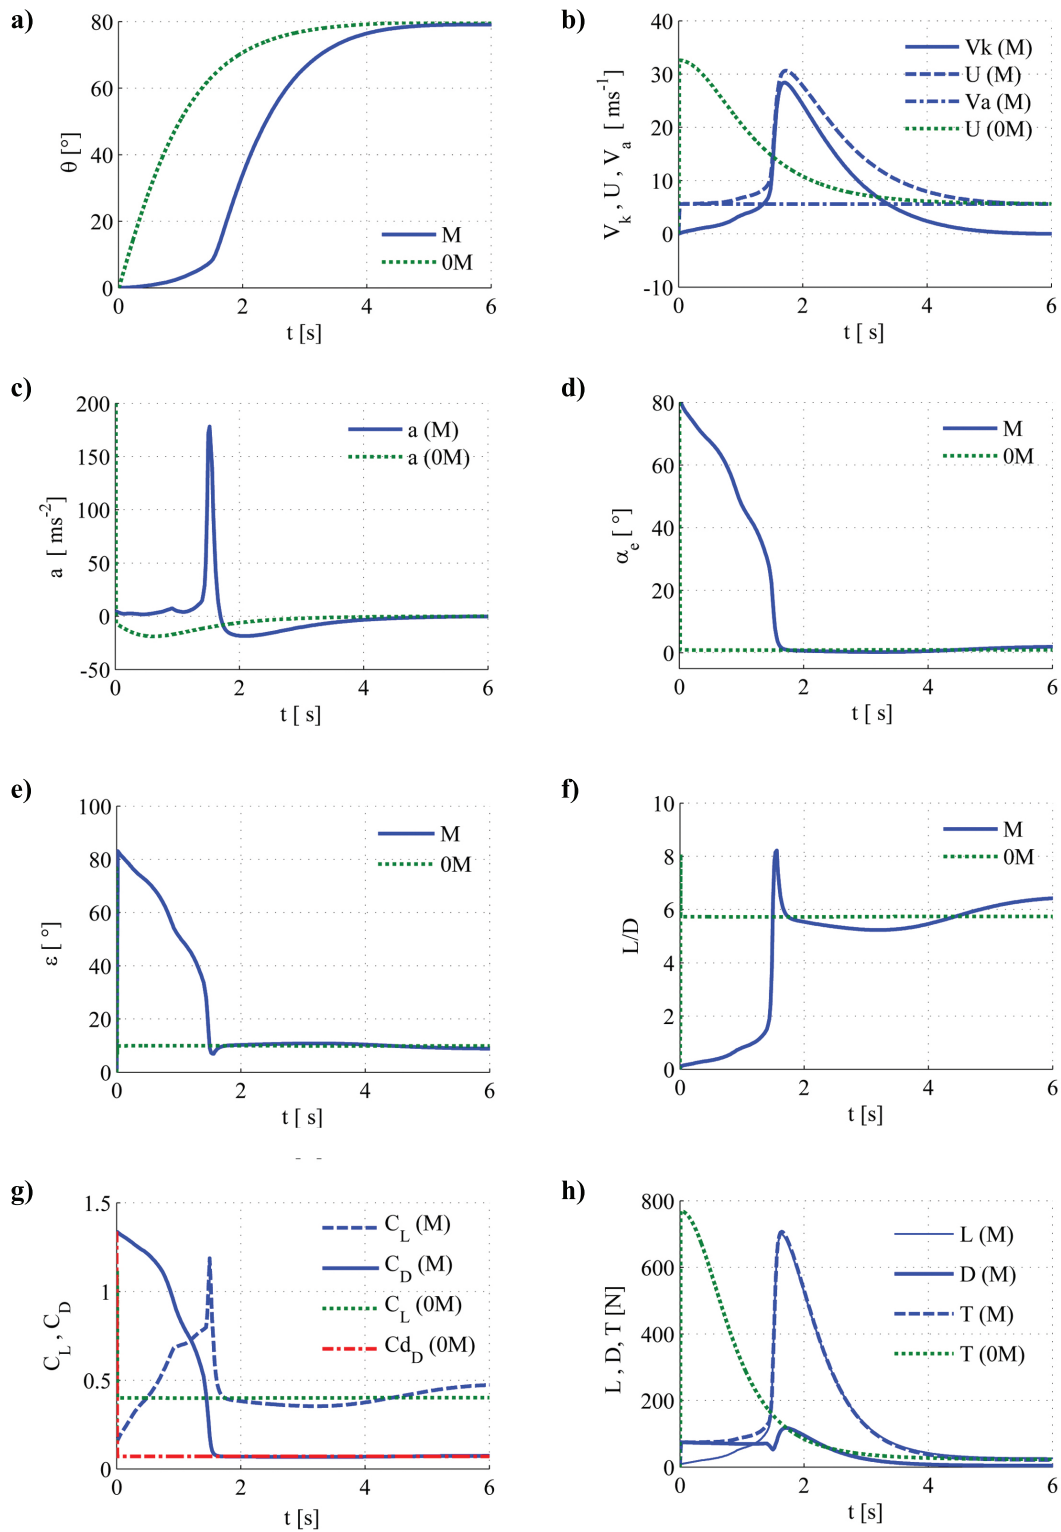 a)
80
60
40
20
0
θ [°]
M
0M
0 2 4 6
t [s]
b)
40
30
20
10
0
-10
V_k , U , V_a [ ms^-1]
Vk (M)
U (M)
Va (M)
U (0M)
0 2 4 6
t [ s]
c)
200
150
100
50
0
-50
a [ ms^-2]
a (M)
a (0M)
0 2 4 6
t [ s]
d)
80
60
40
20
0
α_e [ °]
M
0M
0 2 4 6
t [ s]
e)
100
80
60
40
20
0
ε [ °]
M
0M
0 2 4 6
t [ s]
f)
10
8
6
4
2
0
L/D
M
0M
0 2 4 6
t [s]
g)
1.5
1
0.5
0
C_L , C_D
C_L (M)
C_D (M)
C_L (0M)
Cd_D (0M)
0 2 4 6
t [s]
h)
800
600
400
200
0
L , D, T [N]
L (M)
D (M)
T (M)
T (0M)
0 2 4 6
t [s]